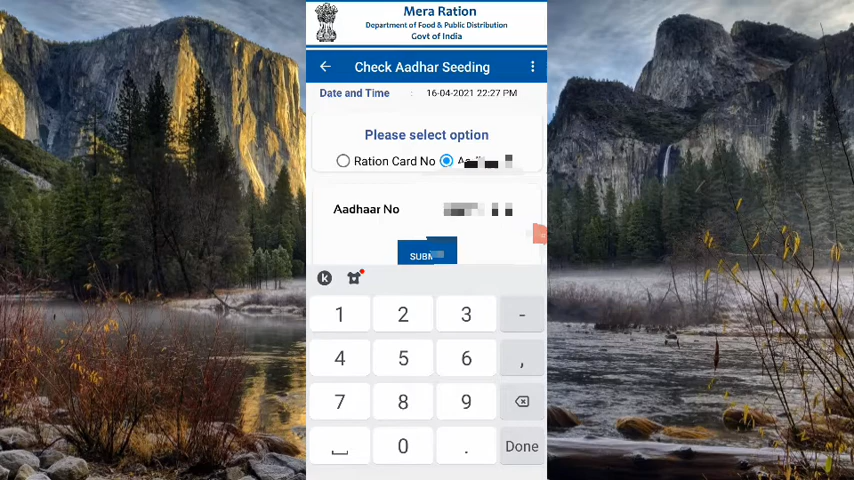 Mera Ration
Department of Food & Public Distribution
Govt of India
Check Aadhar Seeding
Date and Time : 16-04-2021 22:27 PM
Please select option
Ration Card No
Aadhaar No
k
1 2 3 -
4 5 6 ,
7 8 9
0 . Done